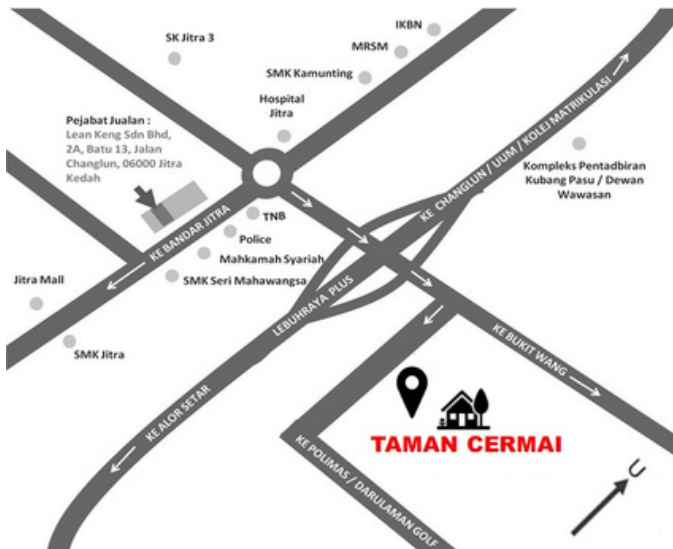 IKBN
SK Jitra 3
MRSM
SMK Kamunting
Hospital
Jitra
Pejabat Jualan :
Lean Keng Sdn Bhd,
2A, Batu 13, Jalan
Changlun, 06000 Jitra
Kedah
KE CHANGLUN / UUM / KOLEJ MATRIKULASI
Kompleks Pentadbiran
Kubang Pasu / Dewan
Wawasan
TNB
Police
Mahkamah Syariah
SMK Seri Mahawangsa
KE BANDAR JITRA
Jitra Mall
SMK Jitra
LEBUHRAYA PLUS
KE BUKIT WANG
KE ALOR SETAR
TAMAN CERMAI
KE POLIMAS / DARULAMAN GOLF
U